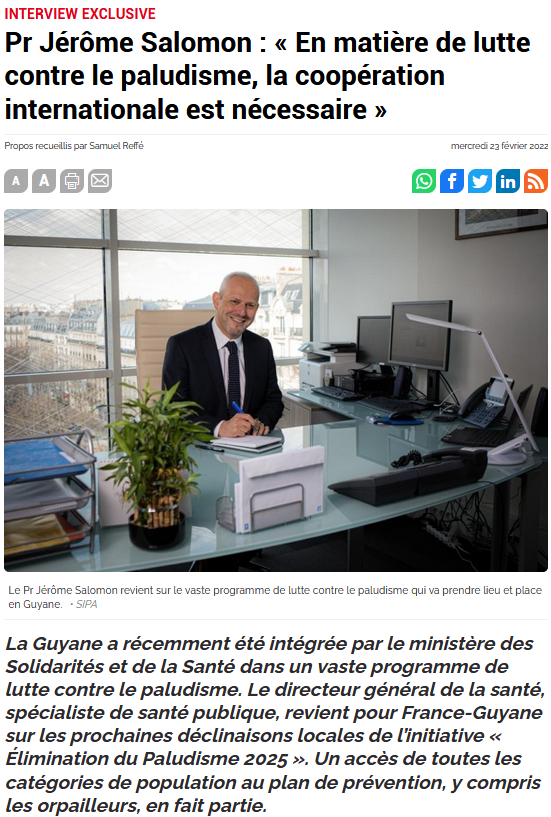 INTERVIEW EXCLUSIVE
Pr Jérôme Salomon : « En matière de lutte
contre le paludisme, la coopération
internationale est nécessaire »
Propos recueillis par Samuel Reffé
mercredi 23 février 2022
A A
Le Pr Jérôme Salomon revient sur le vaste programme de lutte contre le paludisme qui va prendre lieu et place
en Guyane. • SIPA
La Guyane a récemment été intégrée par le ministère des
Solidarités et de la Santé dans un vaste programme de
lutte contre le paludisme. Le directeur général de la santé,
spécialiste de santé publique, revient pour France-Guyane
sur les prochaines déclinaisons locales de l'initiative «
Élimination du Paludisme 2025 ». Un accès de toutes les
catégories de population au plan de prévention, y compris
les orpailleurs, en fait partie.